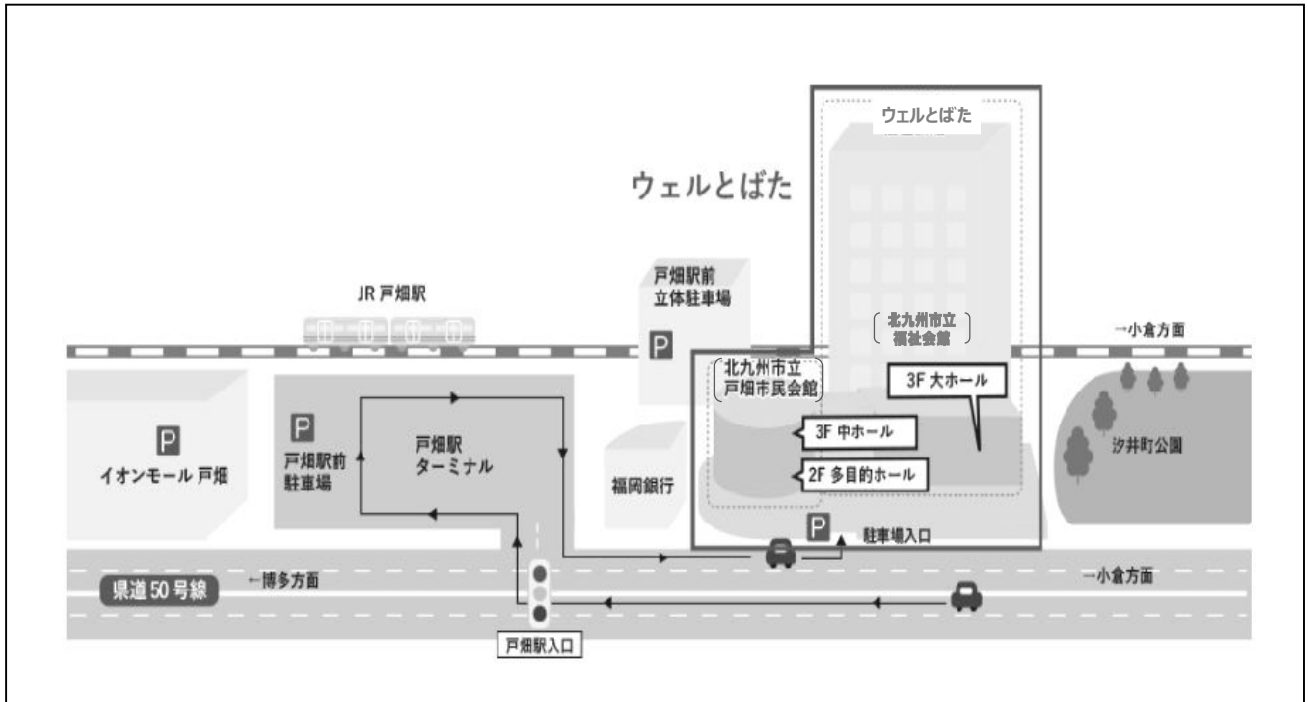 ウェルとばた
ウェルとばた
戸畑駅前
立体駐車場
JR 戸畑駅
P
北九州市立
福祉会館
→小倉方面
北九州市立
戸畑市民会館
3F 大ホール
P
イオンモール 戸畑
P
戸畑駅前
駐車場
戸畑駅
ターミナル
3F 中ホール
2F 多目的ホール
福岡銀行
汐井町公園
P
駐車場入口
県道50号線
←博多方面
→小倉方面
戸畑駅入口